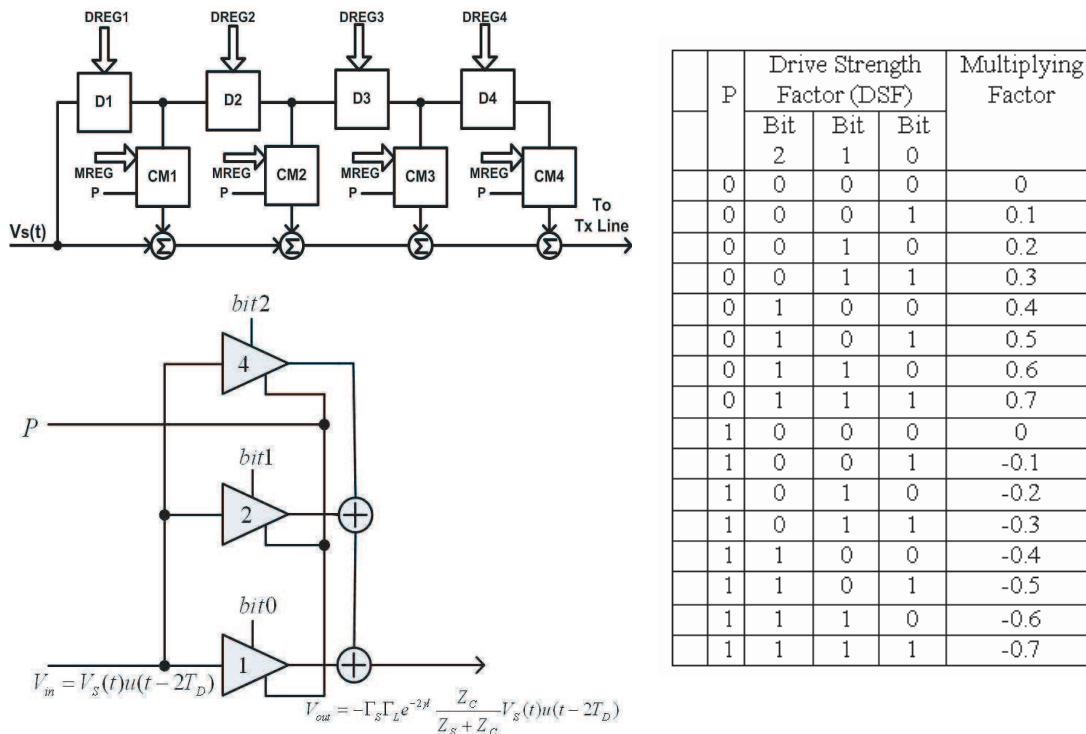 DREG1 DREG2 DREG3 DREG4
D1 D2 D3 D4
MREG MREG MREG MREG
P CM1 P CM2 P CM3 P CM4
To
Tx Line
Vs(t) Σ Σ Σ Σ
bit2
4
P
bit1
2
bit0
1
V_in = V_S(t)u(t − 2T_D)
V_out = −Γ_SΓ_L e^{−2γl} Z_C / (Z_S + Z_C) V_S(t)u(t − 2T_D)
P Drive Strength Factor (DSF) Multiplying Factor
Bit 2 Bit 1 Bit 0
0 0 0 0 0
0 0 0 1 0.1
0 0 1 0 0.2
0 0 1 1 0.3
0 1 0 0 0.4
0 1 0 1 0.5
0 1 1 0 0.6
0 1 1 1 0.7
1 0 0 0 0
1 0 0 1 -0.1
1 0 1 0 -0.2
1 0 1 1 -0.3
1 1 0 0 -0.4
1 1 0 1 -0.5
1 1 1 0 -0.6
1 1 1 1 -0.7